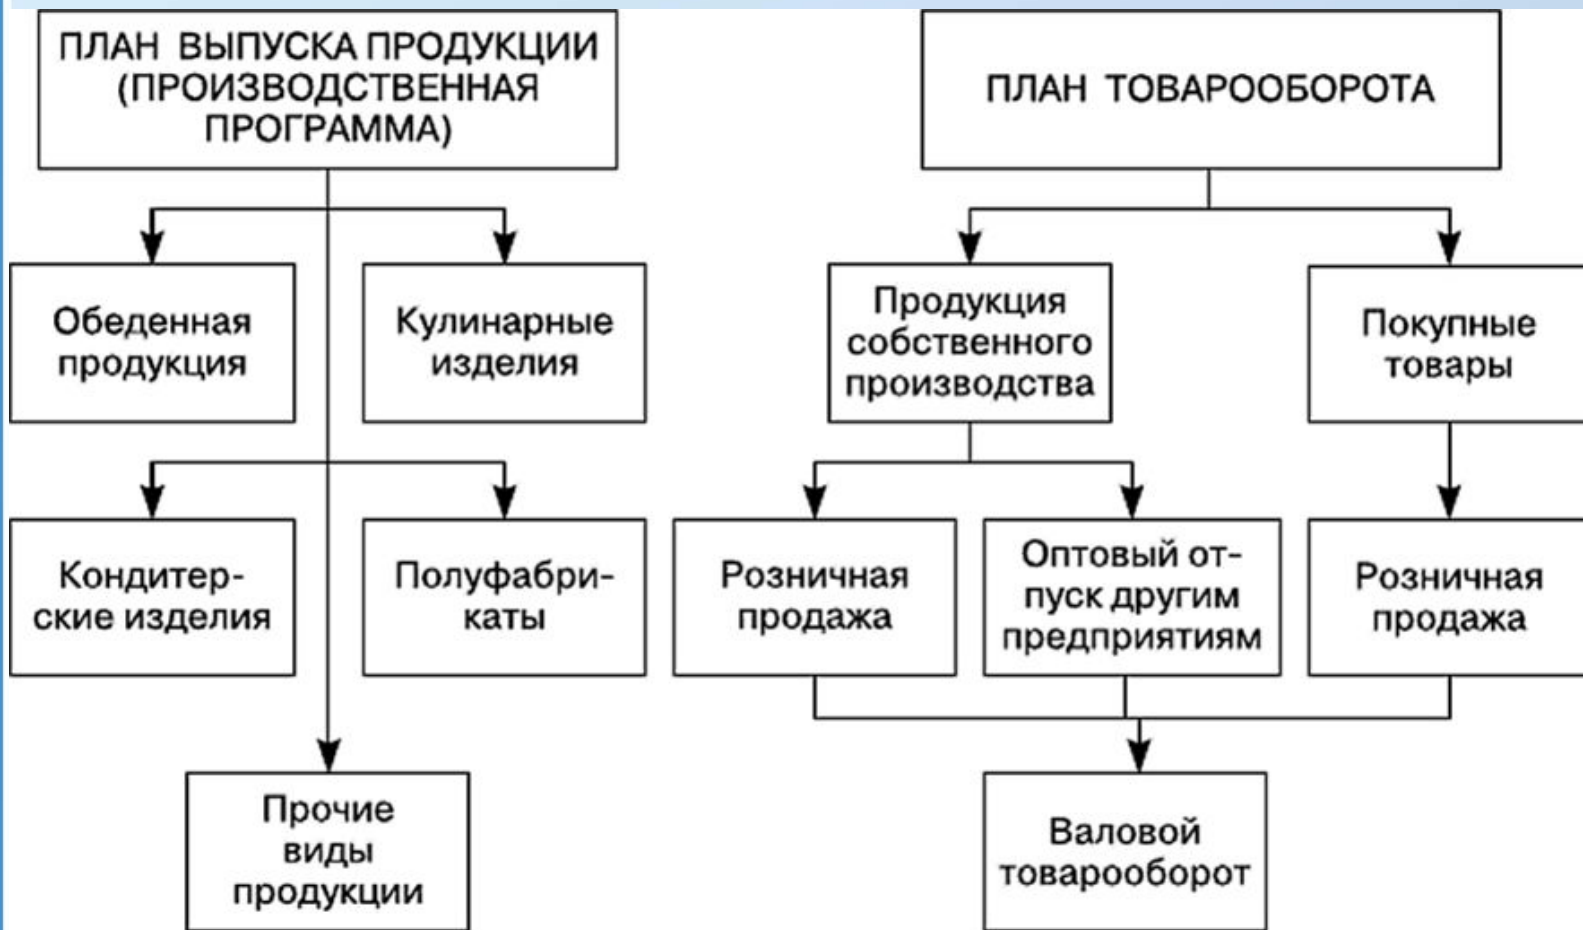 ПЛАН ВЫПУСКА ПРОДУКЦИИ
(ПРОИЗВОДСТВЕННАЯ
ПРОГРАММА)
ПЛАН ТОВАРООБОРОТА
Обеденная
продукция
Кулинарные
изделия
Продукция
собственного
производства
Покупные
товары
Кондитер-
ские изделия
Полуфабри-
каты
Розничная
продажа
Оптовый от-
пуск другим
предприятиям
Розничная
продажа
Прочие
виды
продукции
Валовой
товарооборот